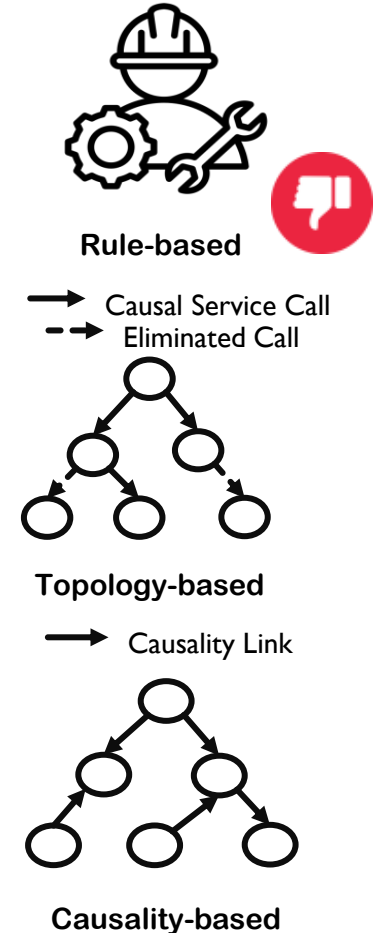 Rule-based
Causal Service Call
Eliminated Call
Topology-based
Causality Link
Causality-based